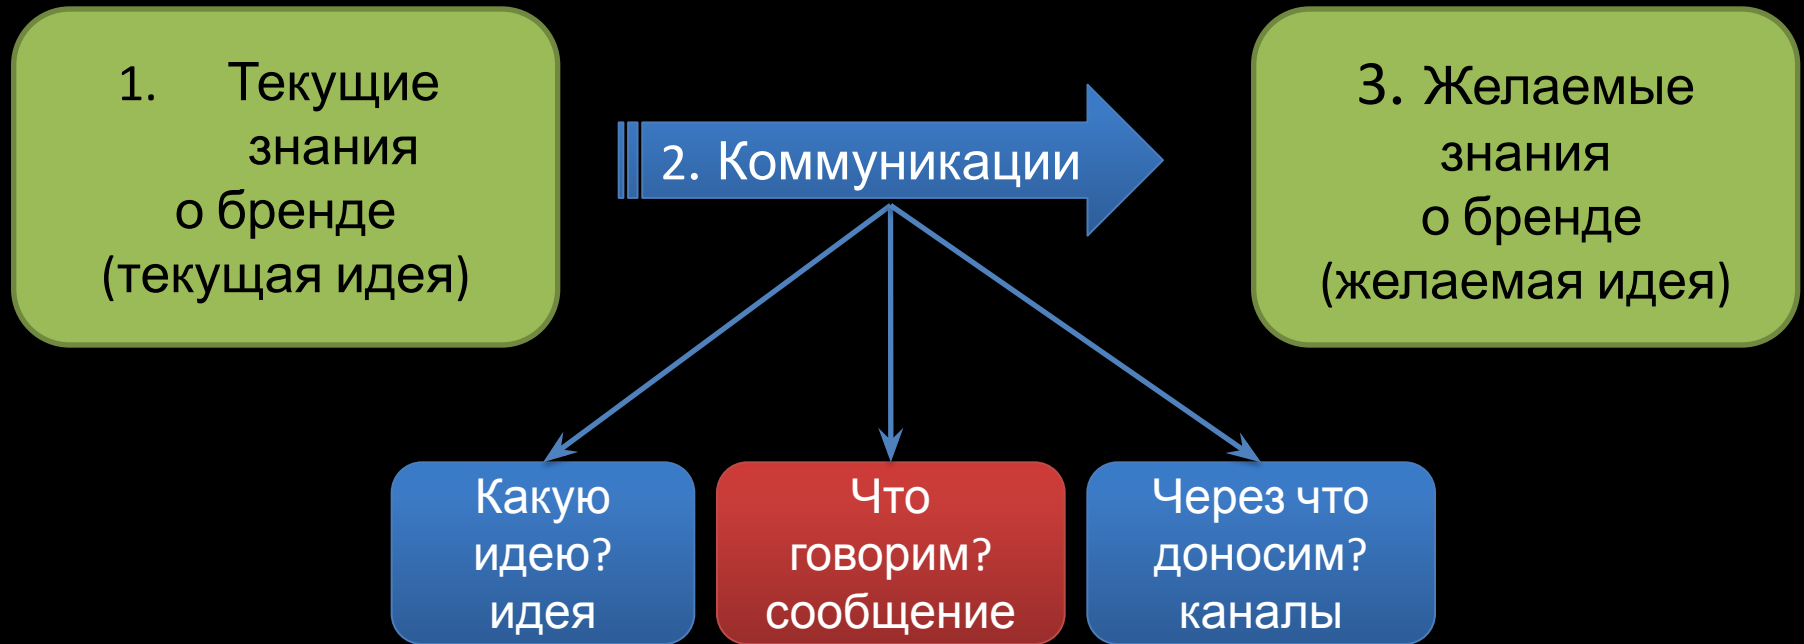 1. Текущие
знания
о бренде
(текущая идея)
2. Коммуникации
3. Желаемые
знания
о бренде
(желаемая идея)
Какую
идею?
идея
Что
говорим?
сообщение
Через что
доносим?
каналы